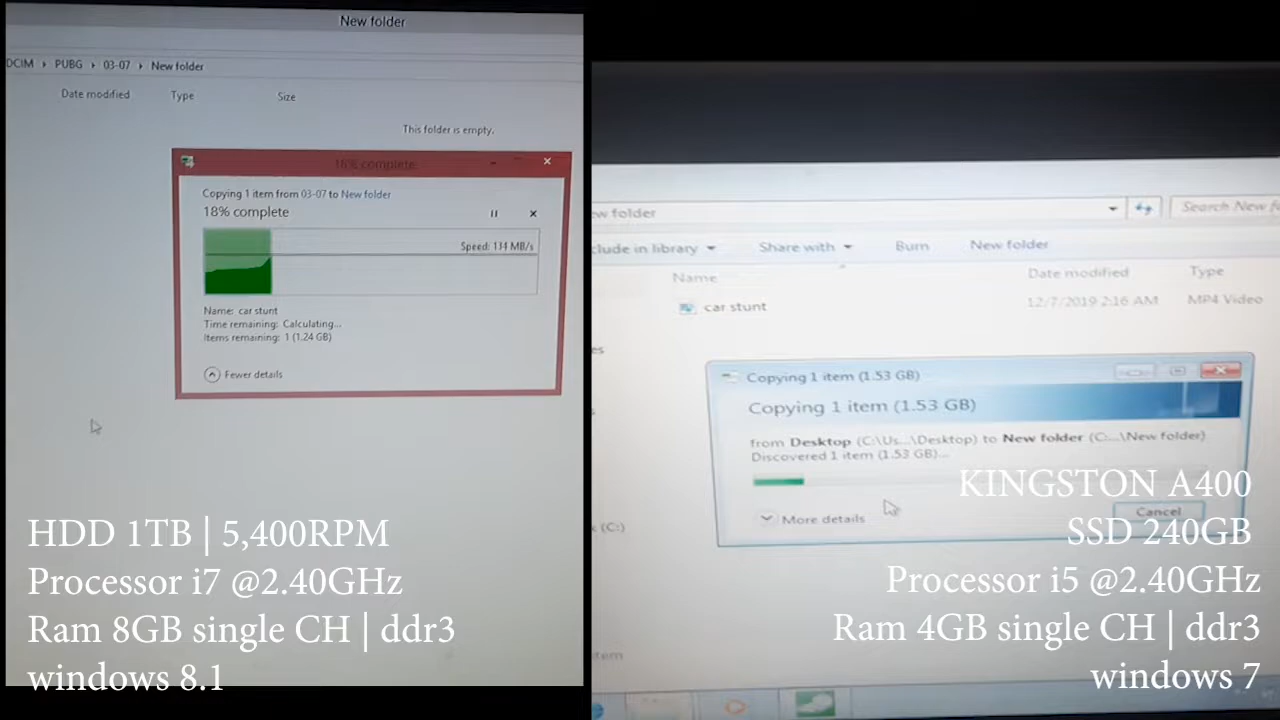 New folder
DCIM › PUBG › 03-07 › New folder
Date modified Type Size
This folder is empty.
18% complete
Copying 1 item from 03-07 to New folder
18% complete
Speed: 114 MB/s
Name: car stunt
Time remaining: Calculating...
Items remaining: 1 (1.24 GB)
Fewer details
HDD 1TB | 5,400RPM
Processor i7 @2.40GHz
Ram 8GB single CH | ddr3
windows 8.1
ew folder
Search New fo
clude in library Share with Burn New folder
Name Date modified Type
car stunt 12/7/2019 2:16 AM MP4 Video
es
Copying 1 item (1.53 GB)
Copying 1 item (1.53 GB)
from Desktop (C:\Us...\Desktop) to New folder (C:...\New folder)
Discovered 1 item (1.53 GB)...
More details
Cancel
k (C:)
KINGSTON A400
SSD 240GB
Processor i5 @2.40GHz
Ram 4GB single CH | ddr3
windows 7